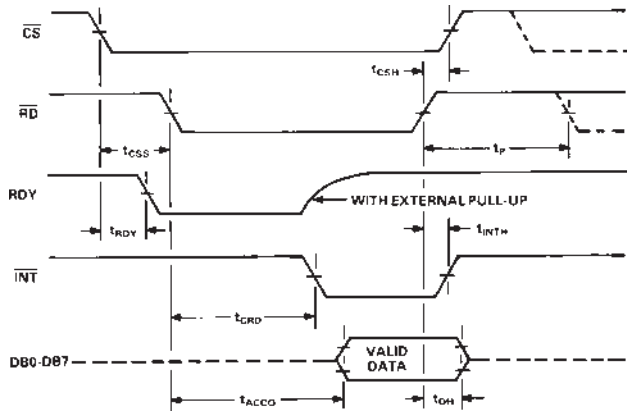 CS
tCSH
RD
tCSS
tP
RDY
WITH EXTERNAL PULL-UP
tRDY
tINTH
INT
tCRD
DB0-DB7
VALID
DATA
tACC0
tDH